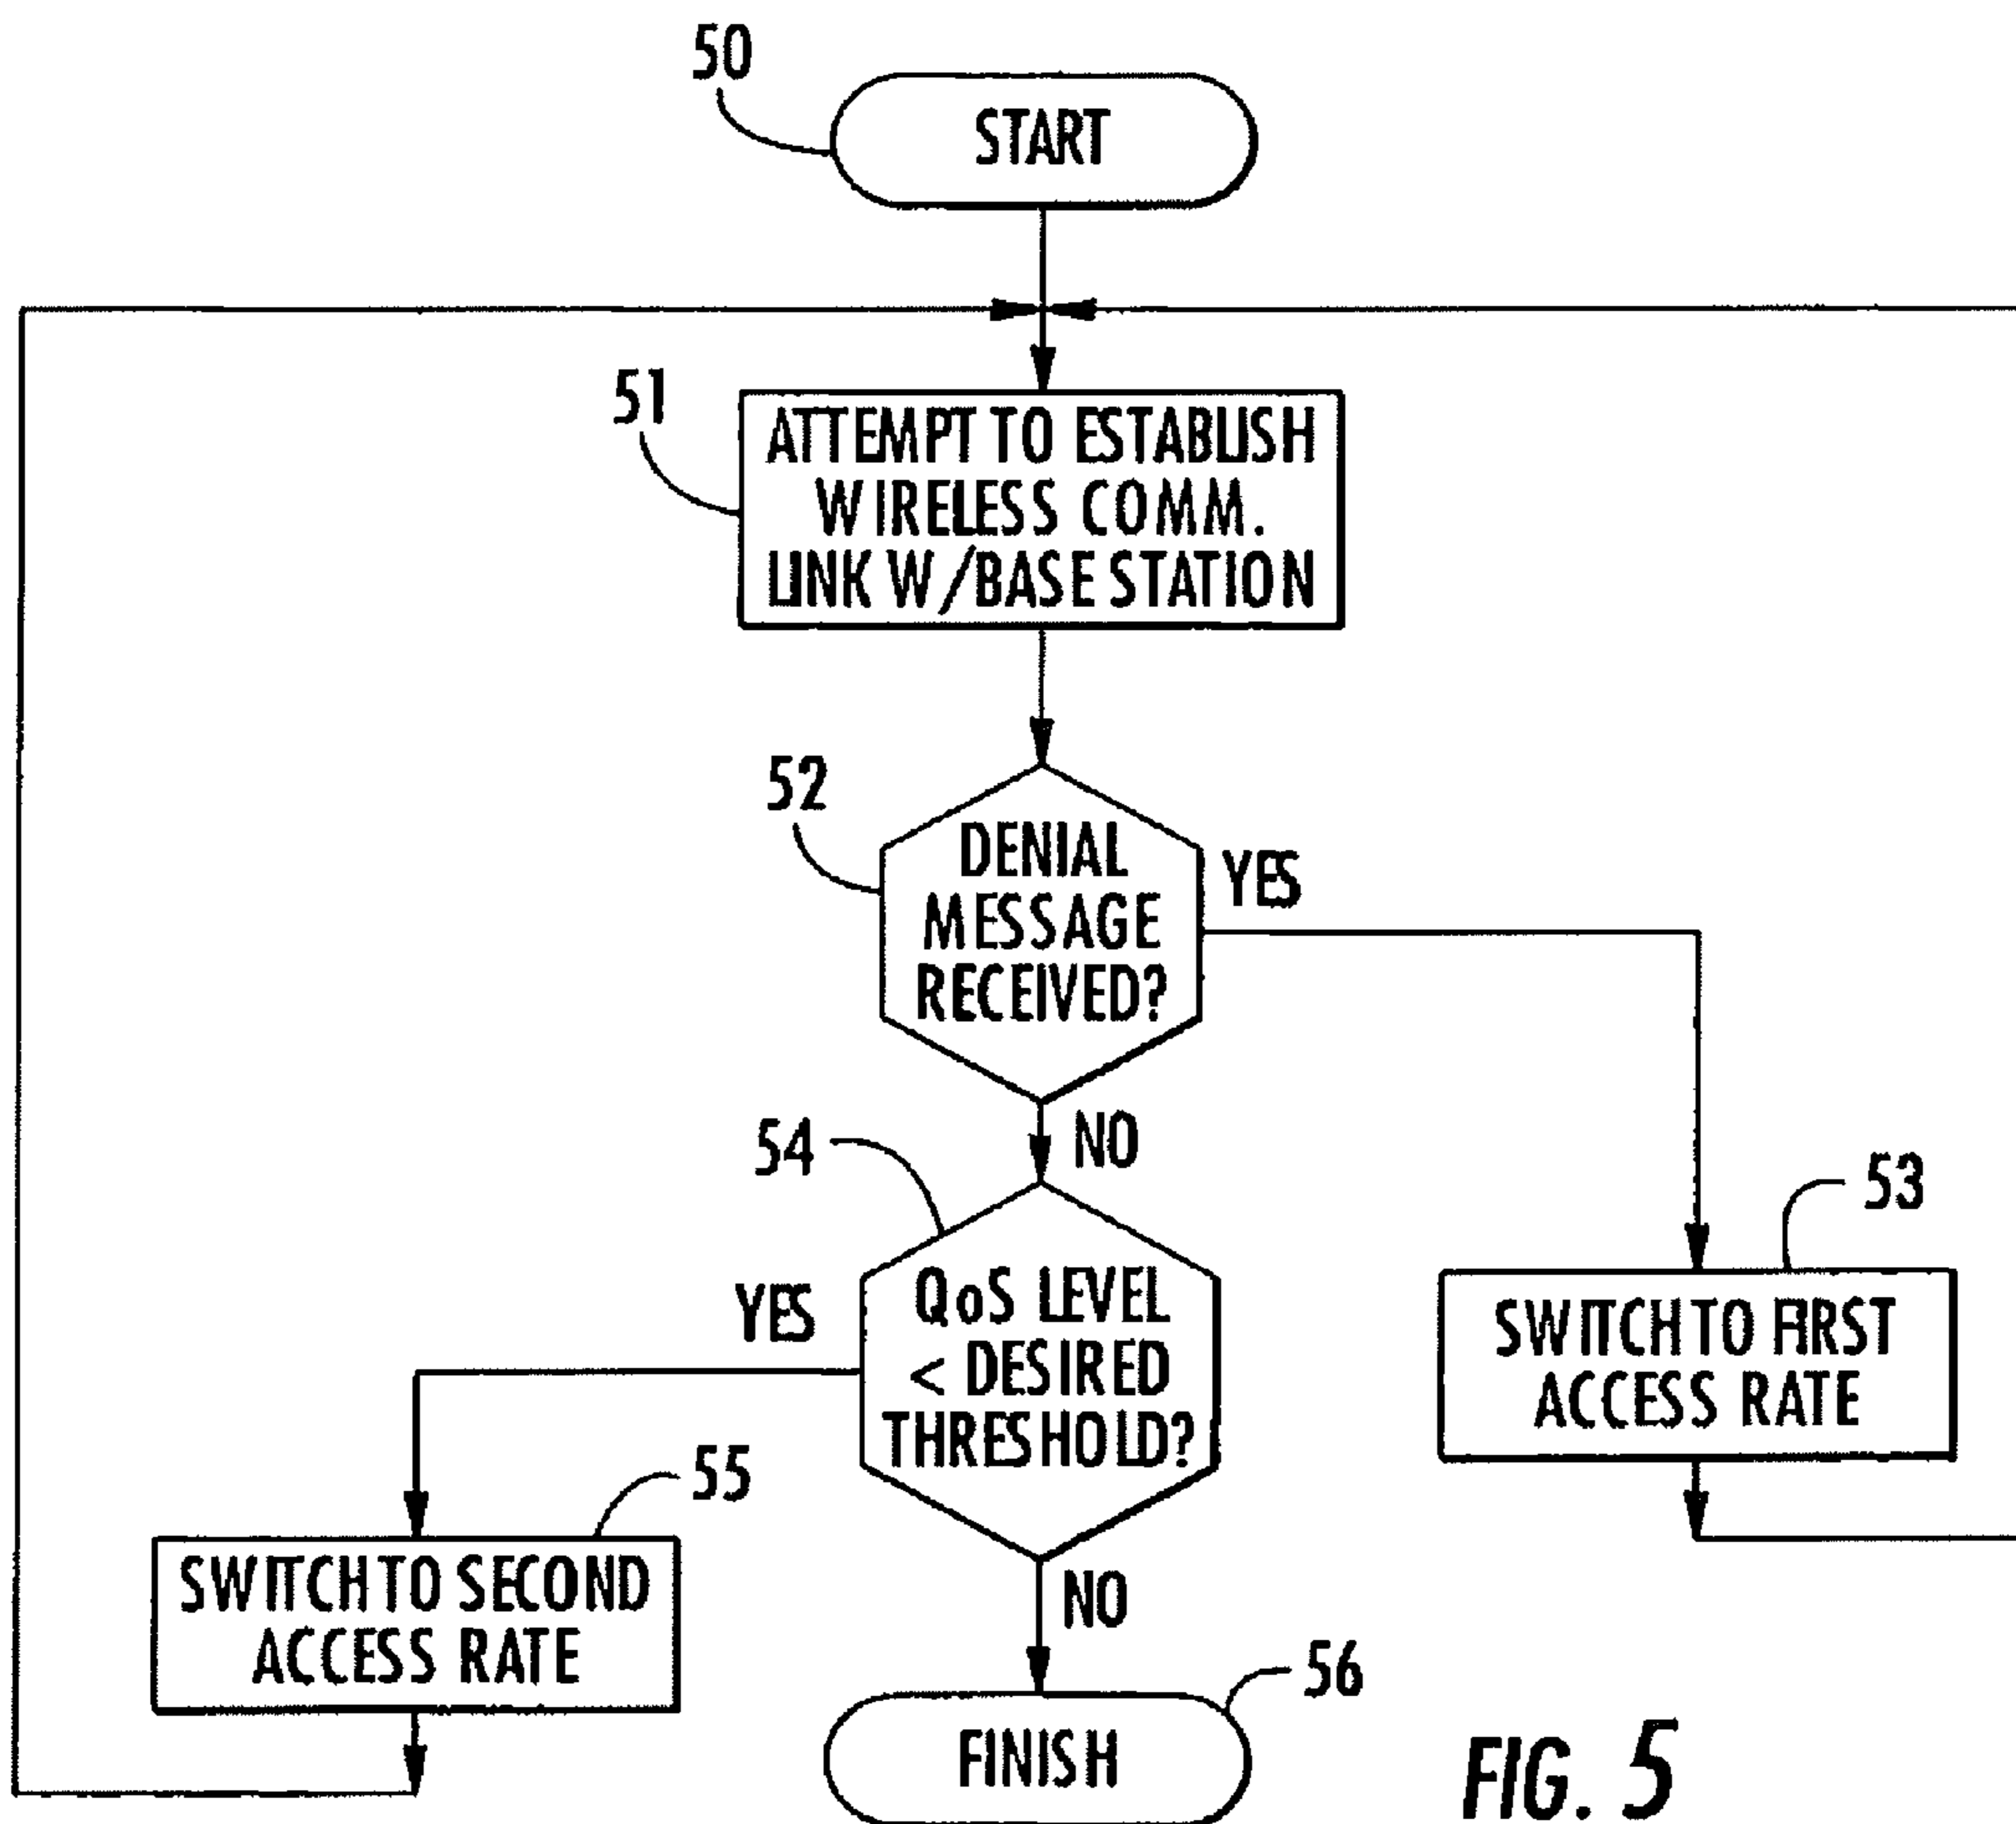 50
START
51
ATTEMPT TO ESTABLISH
WIRELESS COMM.
LINK W/BASE STATION
52
DENIAL
MESSAGE
RECEIVED?
YES
NO
54
QoS LEVEL
< DESIRED
THRESHOLD?
YES
53
SWITCH TO FIRST
ACCESS RATE
55
SWITCH TO SECOND
ACCESS RATE
NO
56
FINISH
FIG. 5